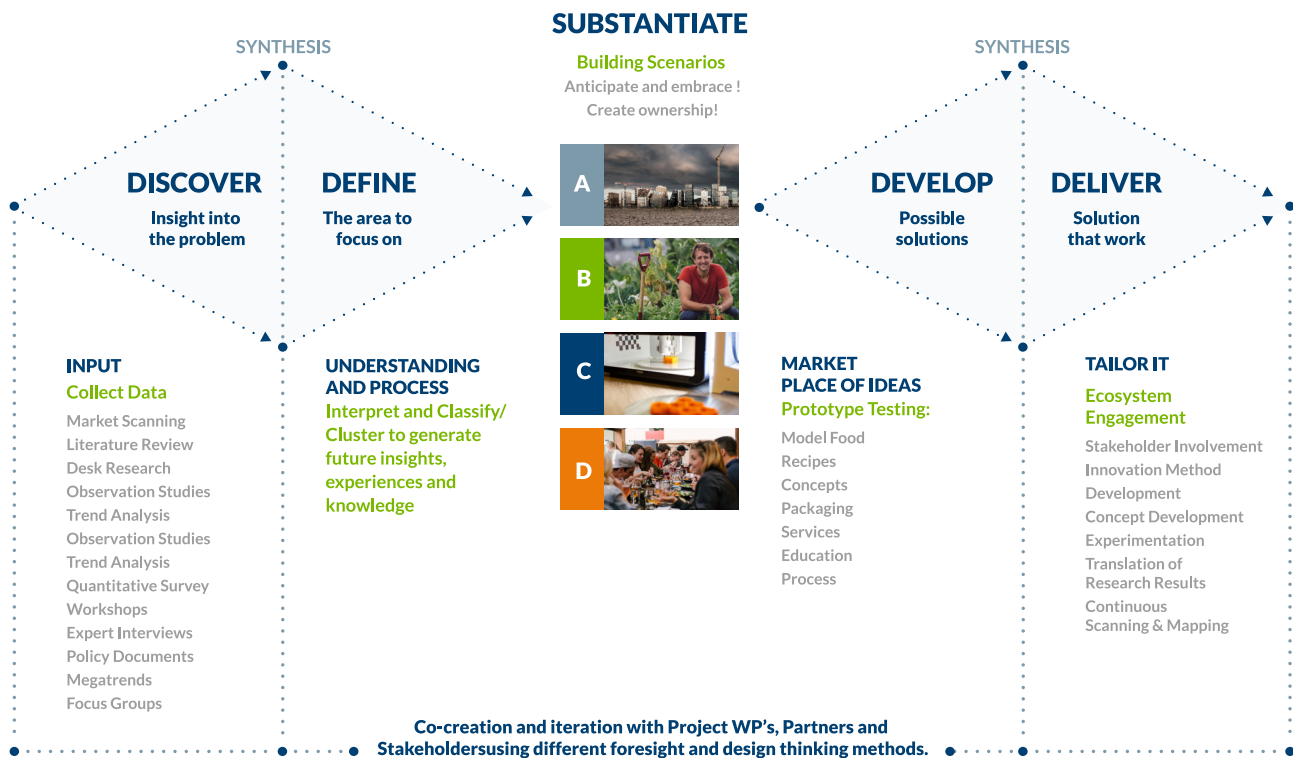 SUBSTANTIATE
SYNTHESIS
Building Scenarios
Anticipate and embrace !
Create ownership!
SYNTHESIS
DISCOVER
Insight into
the problem
DEFINE
The area to
focus on
A
B
C
D
DEVELOP
Possible
solutions
DELIVER
Solution
that work
INPUT
Collect Data
Market Scanning
Literature Review
Desk Research
Observation Studies
Trend Analysis
Observation Studies
Trend Analysis
Quantitative Survey
Workshops
Expert Interviews
Policy Documents
Megatrends
Focus Groups
UNDERSTANDING
AND PROCESS
Interpret and Classify/
Cluster to generate
future insights,
experiences and
knowledge
MARKET
PLACE OF IDEAS
Prototype Testing:
Model Food
Recipes
Concepts
Packaging
Services
Education
Process
TAILOR IT
Ecosystem
Engagement
Stakeholder Involvement
Innovation Method
Development
Concept Development
Experimentation
Translation of
Research Results
Continuous
Scanning & Mapping
Co-creation and iteration with Project WP's, Partners and
Stakeholdersusing different foresight and design thinking methods.